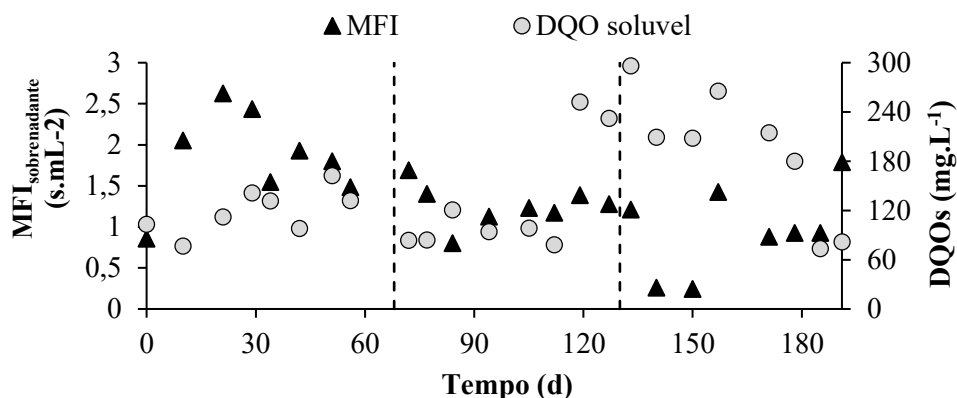 MFI DQO soluvel
MFIsobrenadante
(s.mL-2)
3
2,5
2
1,5
1
0,5
0
300
240
180
120
60
0
DQOs (mg.L-1)
0 30 60 90 120 150 180
Tempo (d)